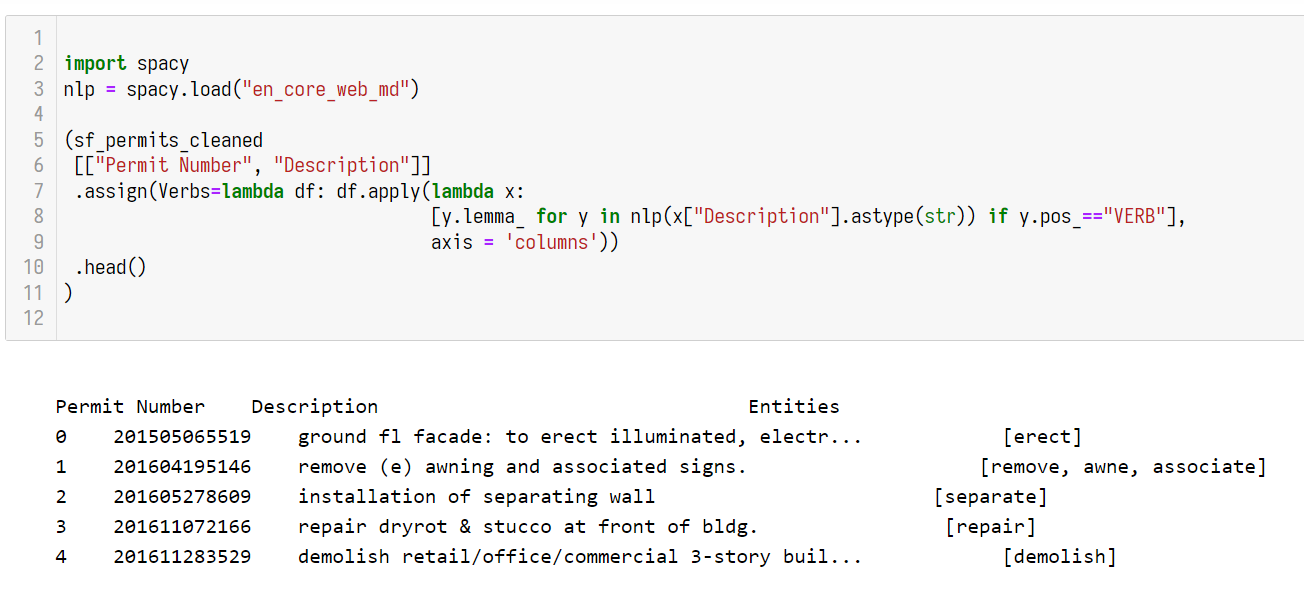 1
2 import spacy
3 nlp = spacy.load("en_core_web_md")
4
5 (sf_permits_cleaned
6 [["Permit Number", "Description"]]
7 .assign(Verbs=lambda df: df.apply(lambda x:
8 [y.lemma_ for y in nlp(x["Description"].astype(str)) if y.pos_=="VERB"],
9 axis = 'columns'))
10 .head()
11 )
12
Permit Number Description Entities
0 201505065519 ground fl facade: to erect illuminated, electr... [erect]
1 201604195146 remove (e) awning and associated signs. [remove, awne, associate]
2 201605278609 installation of separating wall [separate]
3 201611072166 repair dryrot & stucco at front of bldg. [repair]
4 201611283529 demolish retail/office/commercial 3-story buil... [demolish]